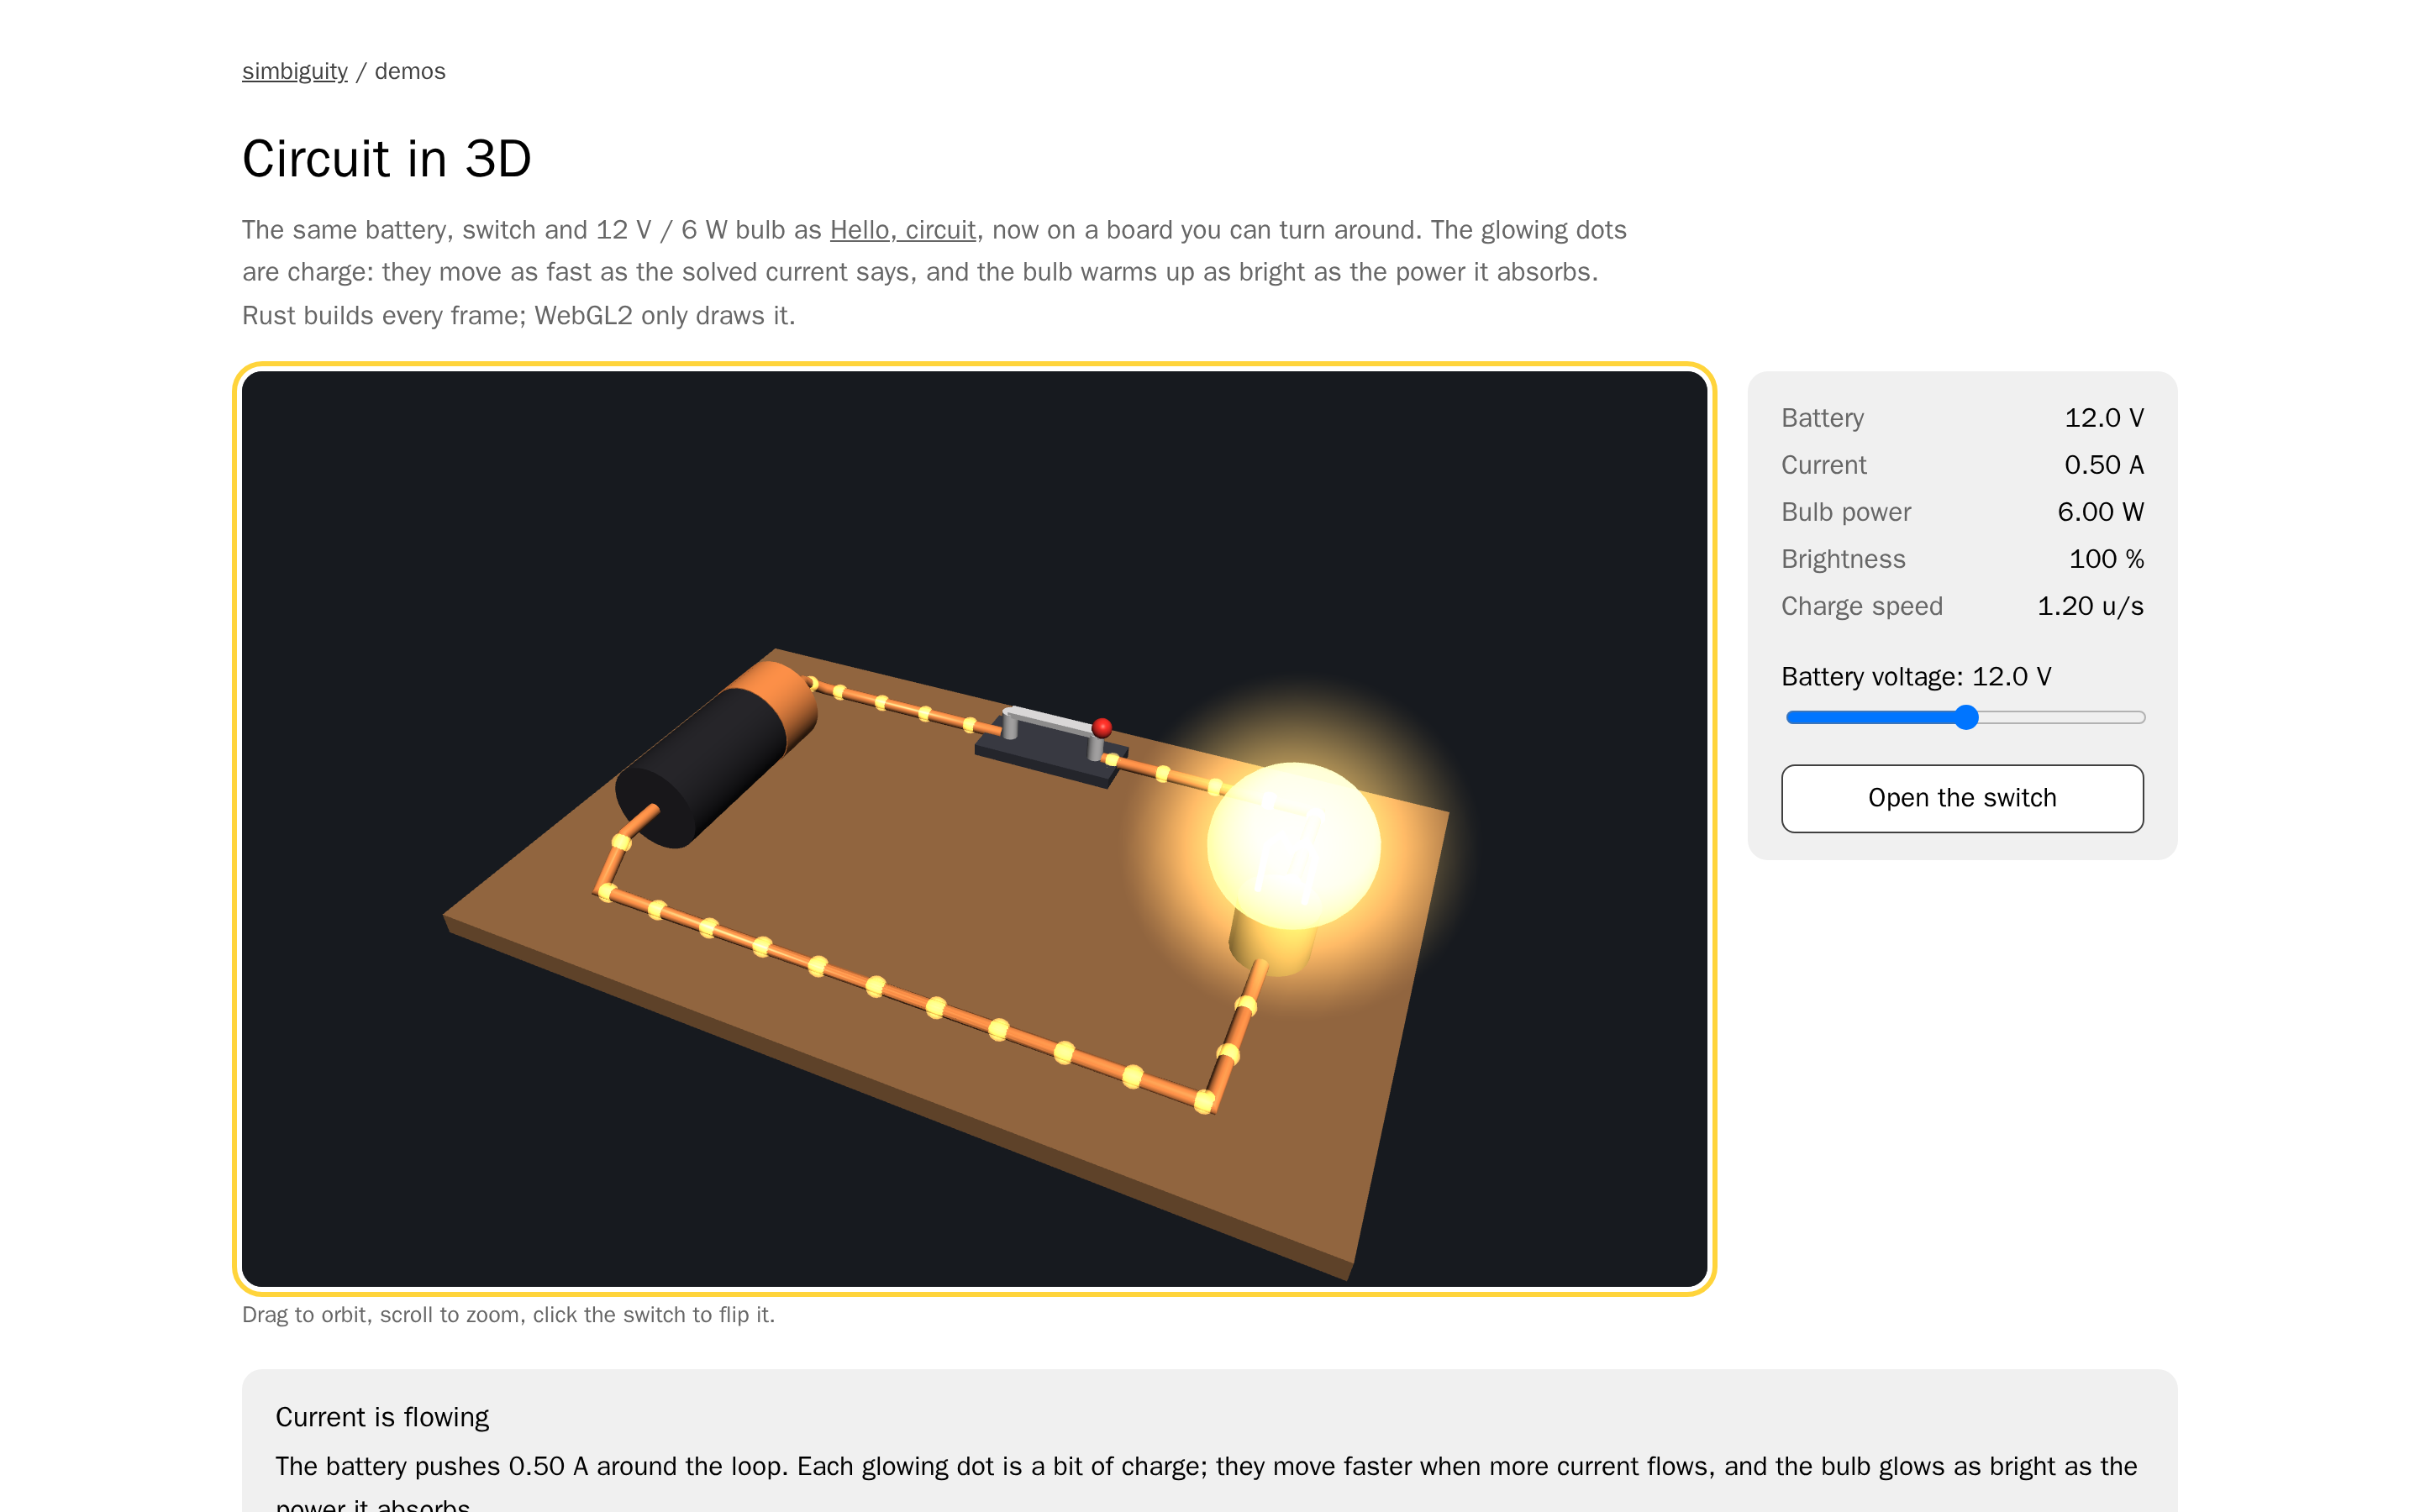 simbiguity / demos
Circuit in 3D
The same battery, switch and 12 V / 6 W bulb as Hello, circuit, now on a board you can turn around. The glowing dots
are charge: they move as fast as the solved current says, and the bulb warms up as bright as the power it absorbs.
Rust builds every frame; WebGL2 only draws it.
Battery 12.0 V
Current 0.50 A
Bulb power 6.00 W
Brightness 100 %
Charge speed 1.20 u/s
Battery voltage: 12.0 V
Open the switch
Drag to orbit, scroll to zoom, click the switch to flip it.
Current is flowing
The battery pushes 0.50 A around the loop. Each glowing dot is a bit of charge; they move faster when more current flows, and the bulb glows as bright as the
power it absorbs.